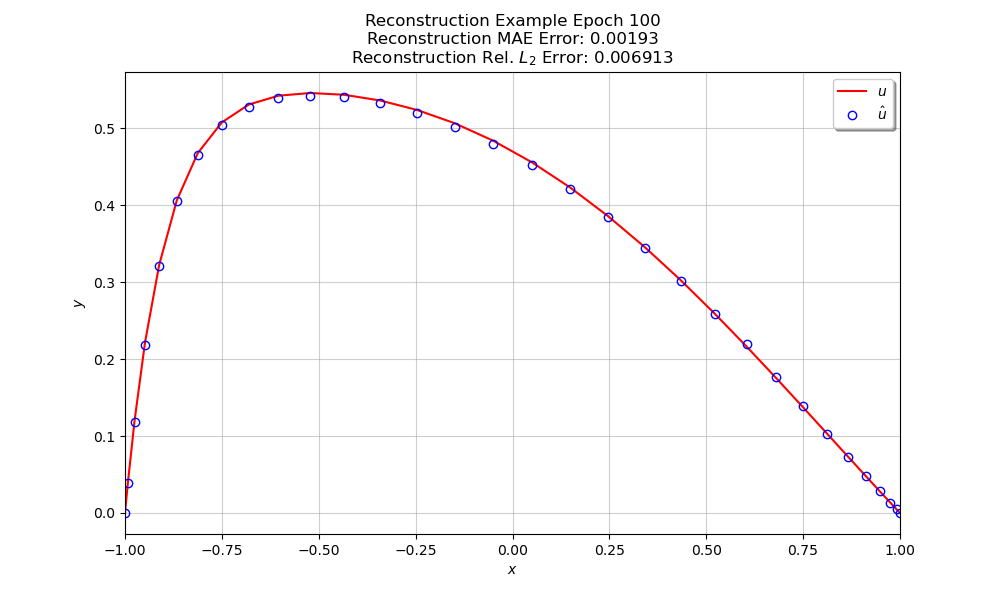 Reconstruction Example Epoch 100
Reconstruction MAE Error: 0.00193
Reconstruction Rel. $L_2$ Error: 0.006913
u
û
0.5
0.4
0.3
0.2
0.1
0.0
y
−1.00 −0.75 −0.50 −0.25 0.00 0.25 0.50 0.75 1.00
x